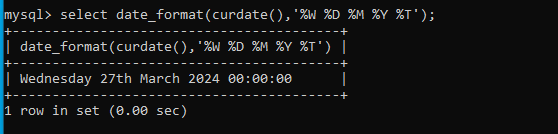 mysql> select date_format(curdate(),'%W %D %M %Y %T');
+-----------------------------------------+
| date_format(curdate(),'%W %D %M %Y %T') |
+-----------------------------------------+
| Wednesday 27th March 2024 00:00:00      |
+-----------------------------------------+
1 row in set (0.00 sec)